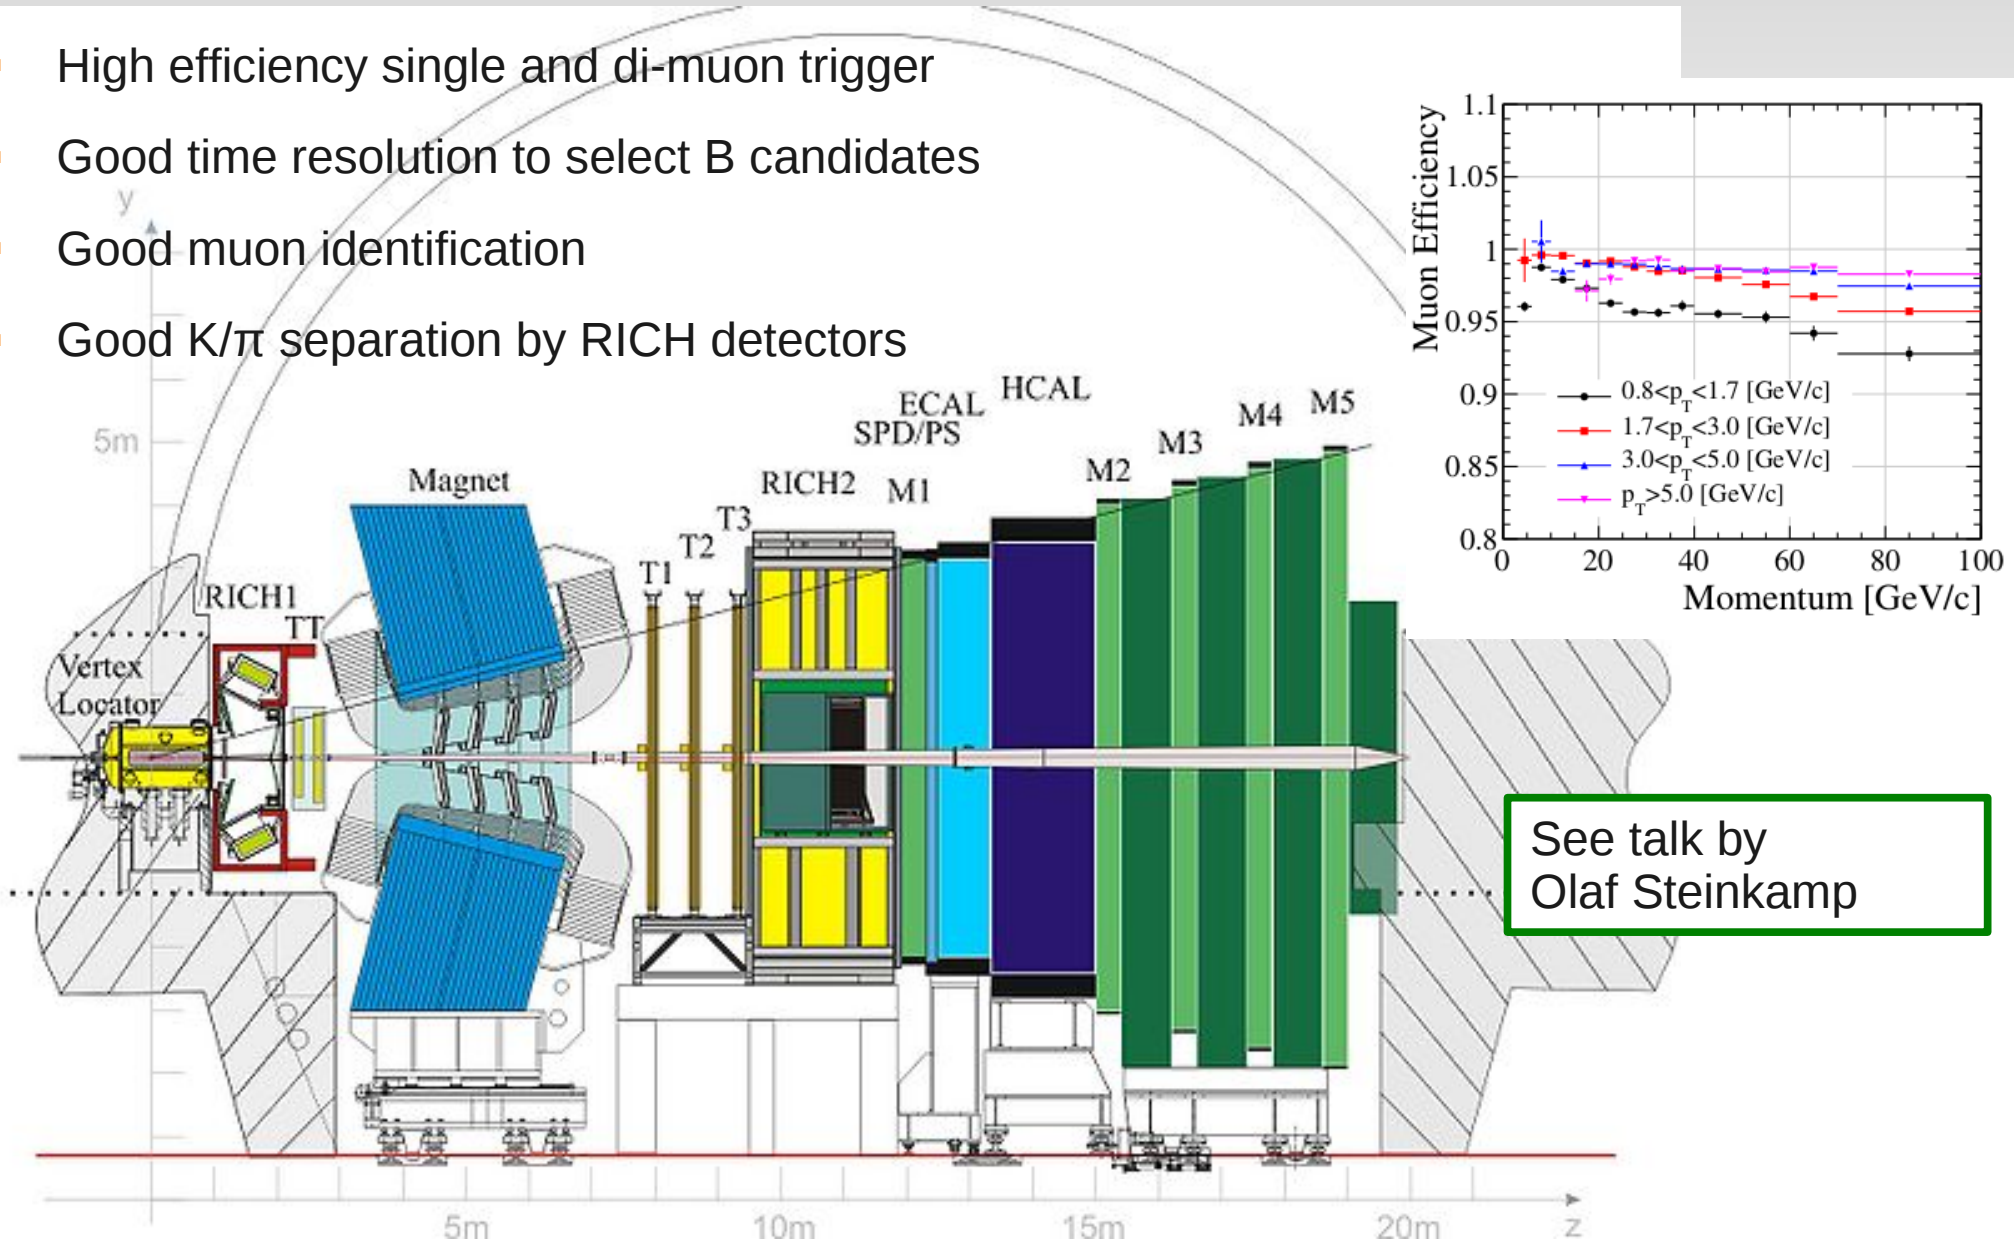 High efficiency single and di-muon trigger
Good time resolution to select B candidates
Good muon identification
Good K/π separation by RICH detectors
y
5m
Vertex
Locator
RICH1
TT
Magnet
T1
T2
T3
RICH2
SPD/PS
ECAL
HCAL
M1
M2
M3
M4
M5
5m
10m
15m
20m
z
Muon Efficiency
1.1
1.05
1
0.95
0.9
0.85
0.8
0
20
40
60
80
100
Momentum [GeV/c]
0.8<pT<1.7 [GeV/c]
1.7<pT<3.0 [GeV/c]
3.0<pT<5.0 [GeV/c]
pT>5.0 [GeV/c]
See talk by
Olaf Steinkamp